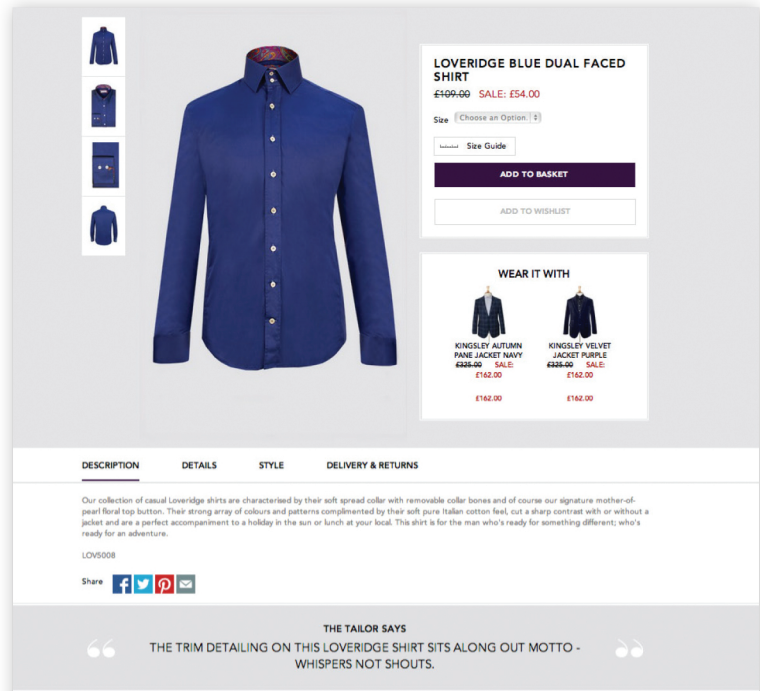 LOVERIDGE BLUE DUAL FACED
SHIRT
£109.00 SALE: £54.00
Size Choose an Option.
Size Guide
ADD TO BASKET
ADD TO WISHLIST
WEAR IT WITH
KINGSLEY AUTUMN
PANE JACKET NAVY
£325.00 SALE:
£162.00
£162.00
KINGSLEY VELVET
JACKET PURPLE
£325.00 SALE:
£162.00
£162.00
DESCRIPTION DETAILS STYLE DELIVERY & RETURNS
Our collection of casual Loveridge shirts are characterised by their soft spread collar with removable collar bones and of course our signature mother-of-
pearl floral top button. Their strong array of colours and patterns complimented by their soft pure Italian cotton feel, cut a sharp contrast with or without a
jacket and are a perfect accompaniment to a holiday in the sun or lunch at your local. This shirt is for the man who's ready for something different; who's
ready for an adventure.
LOV5008
Share
THE TAILOR SAYS
THE TRIM DETAILING ON THIS LOVERIDGE SHIRT SITS ALONG OUT MOTTO -
WHISPERS NOT SHOUTS.